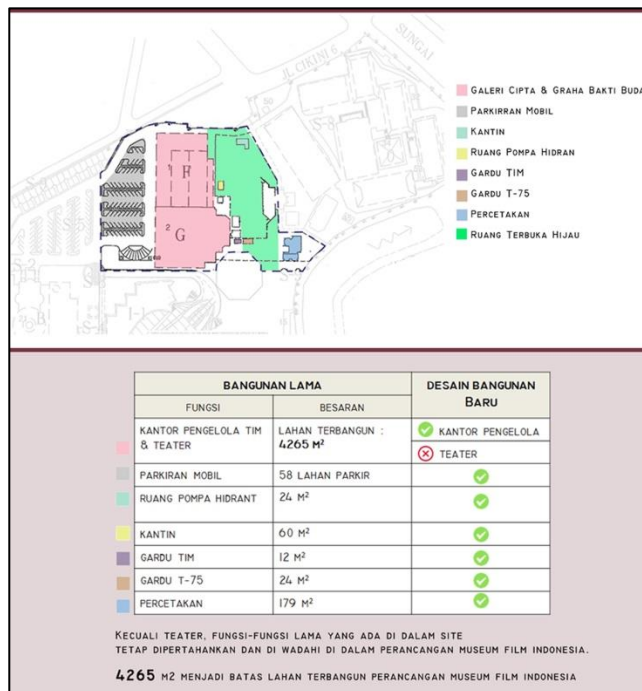 JL CIKINI 6
SUNGAI
GALERI CIPTA & GRAHA BAKTI BUDA
PARKIRRAN MOBIL
KANTIN
RUANG POMPA HIDRAN
GARDU TIM
GARDU T-75
PERCETAKAN
RUANG TERBUKA HIJAU
1 F
2 G
BANGUNAN LAMA
DESAIN BANGUNAN BARU
FUNGSI
BESARAN
KANTOR PENGELOLA TIM & TEATER
LAHAN TERBANGUN :
4265 M²
KANTOR PENGELOLA
TEATER
PARKIRAN MOBIL
58 LAHAN PARKIR
RUANG POMPA HIDRANT
24 M²
KANTIN
60 M²
GARDU TIM
12 M²
GARDU T-75
24 M²
PERCETAKAN
179 M²
KECUALI TEATER, FUNGSI-FUNGSI LAMA YANG ADA DI DALAM SITE
TETAP DIPERTAHANKAN DAN DI WADAHI DI DALAM PERANCANGAN MUSEUM FILM INDONESIA.
4265 M2 MENJADI BATAS LAHAN TERBANGUN PERANCANGAN MUSEUM FILM INDONESIA